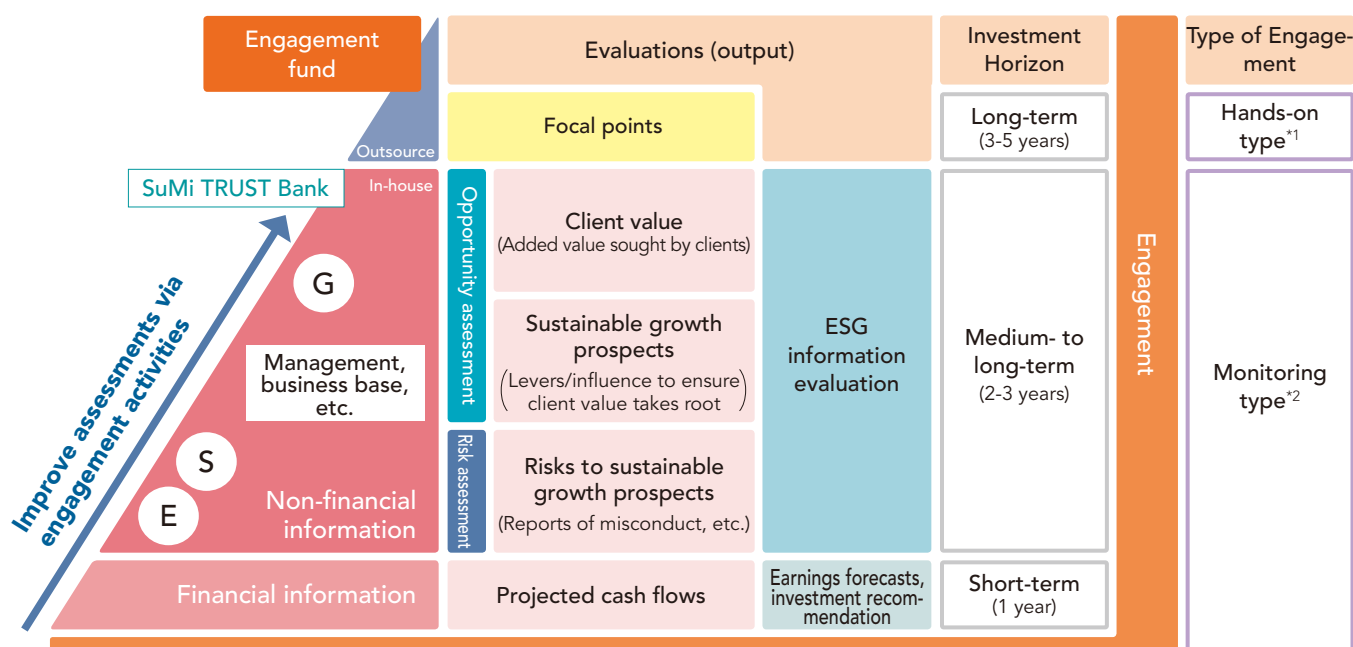 Engagement
fund
Evaluations (output)
Investment
Horizon
Type of Engage-
ment
Outsource
Focal points
Long-term
(3-5 years)
Hands-on
type*1
SuMi TRUST Bank
In-house
Opportunity assessment
Client value
(Added value sought by clients)
G
Sustainable growth
prospects
(Levers/influence to ensure
client value takes root)
ESG
information
evaluation
Medium- to
long-term
(2-3 years)
Engagement
Monitoring
type*2
Management,
business base,
etc.
Improve assessments via
engagement activities
S
E
Non-financial
information
Risk assessment
Risks to sustainable
growth prospects
(Reports of misconduct, etc.)
Financial information
Projected cash flows
Earnings forecasts,
investment recom-
mendation
Short-term
(1 year)